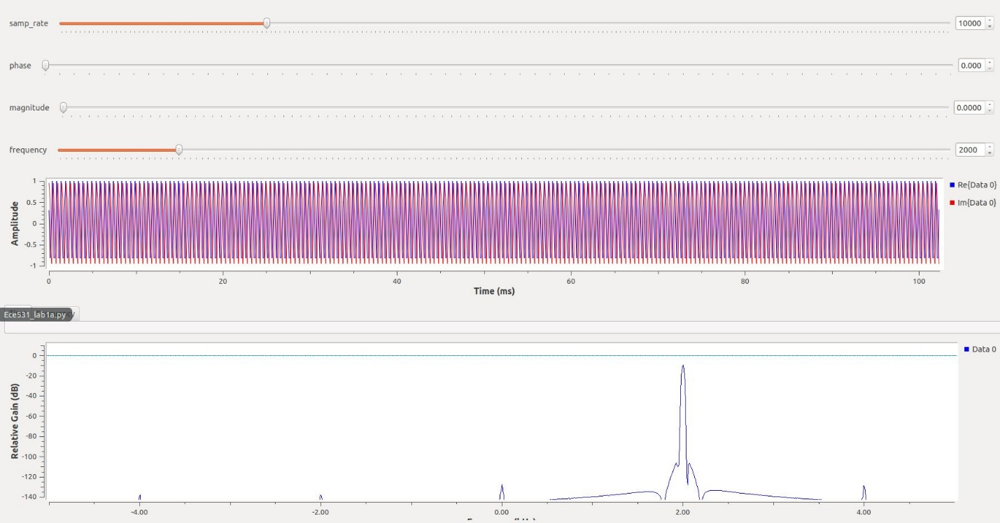 samp_rate 10000
phase 0.000
magnitude 0.0000
frequency 2000
1
0.5
0
-0.5
-1
Amplitude
Re{Data 0}
Im{Data 0}
0 20 40 60 80 100
Time (ms)
Ece531_lab1a.py
0
-20
-40
-60
-80
-100
-120
-140
Relative Gain (dB)
Data 0
-4.00 -2.00 0.00 2.00 4.00